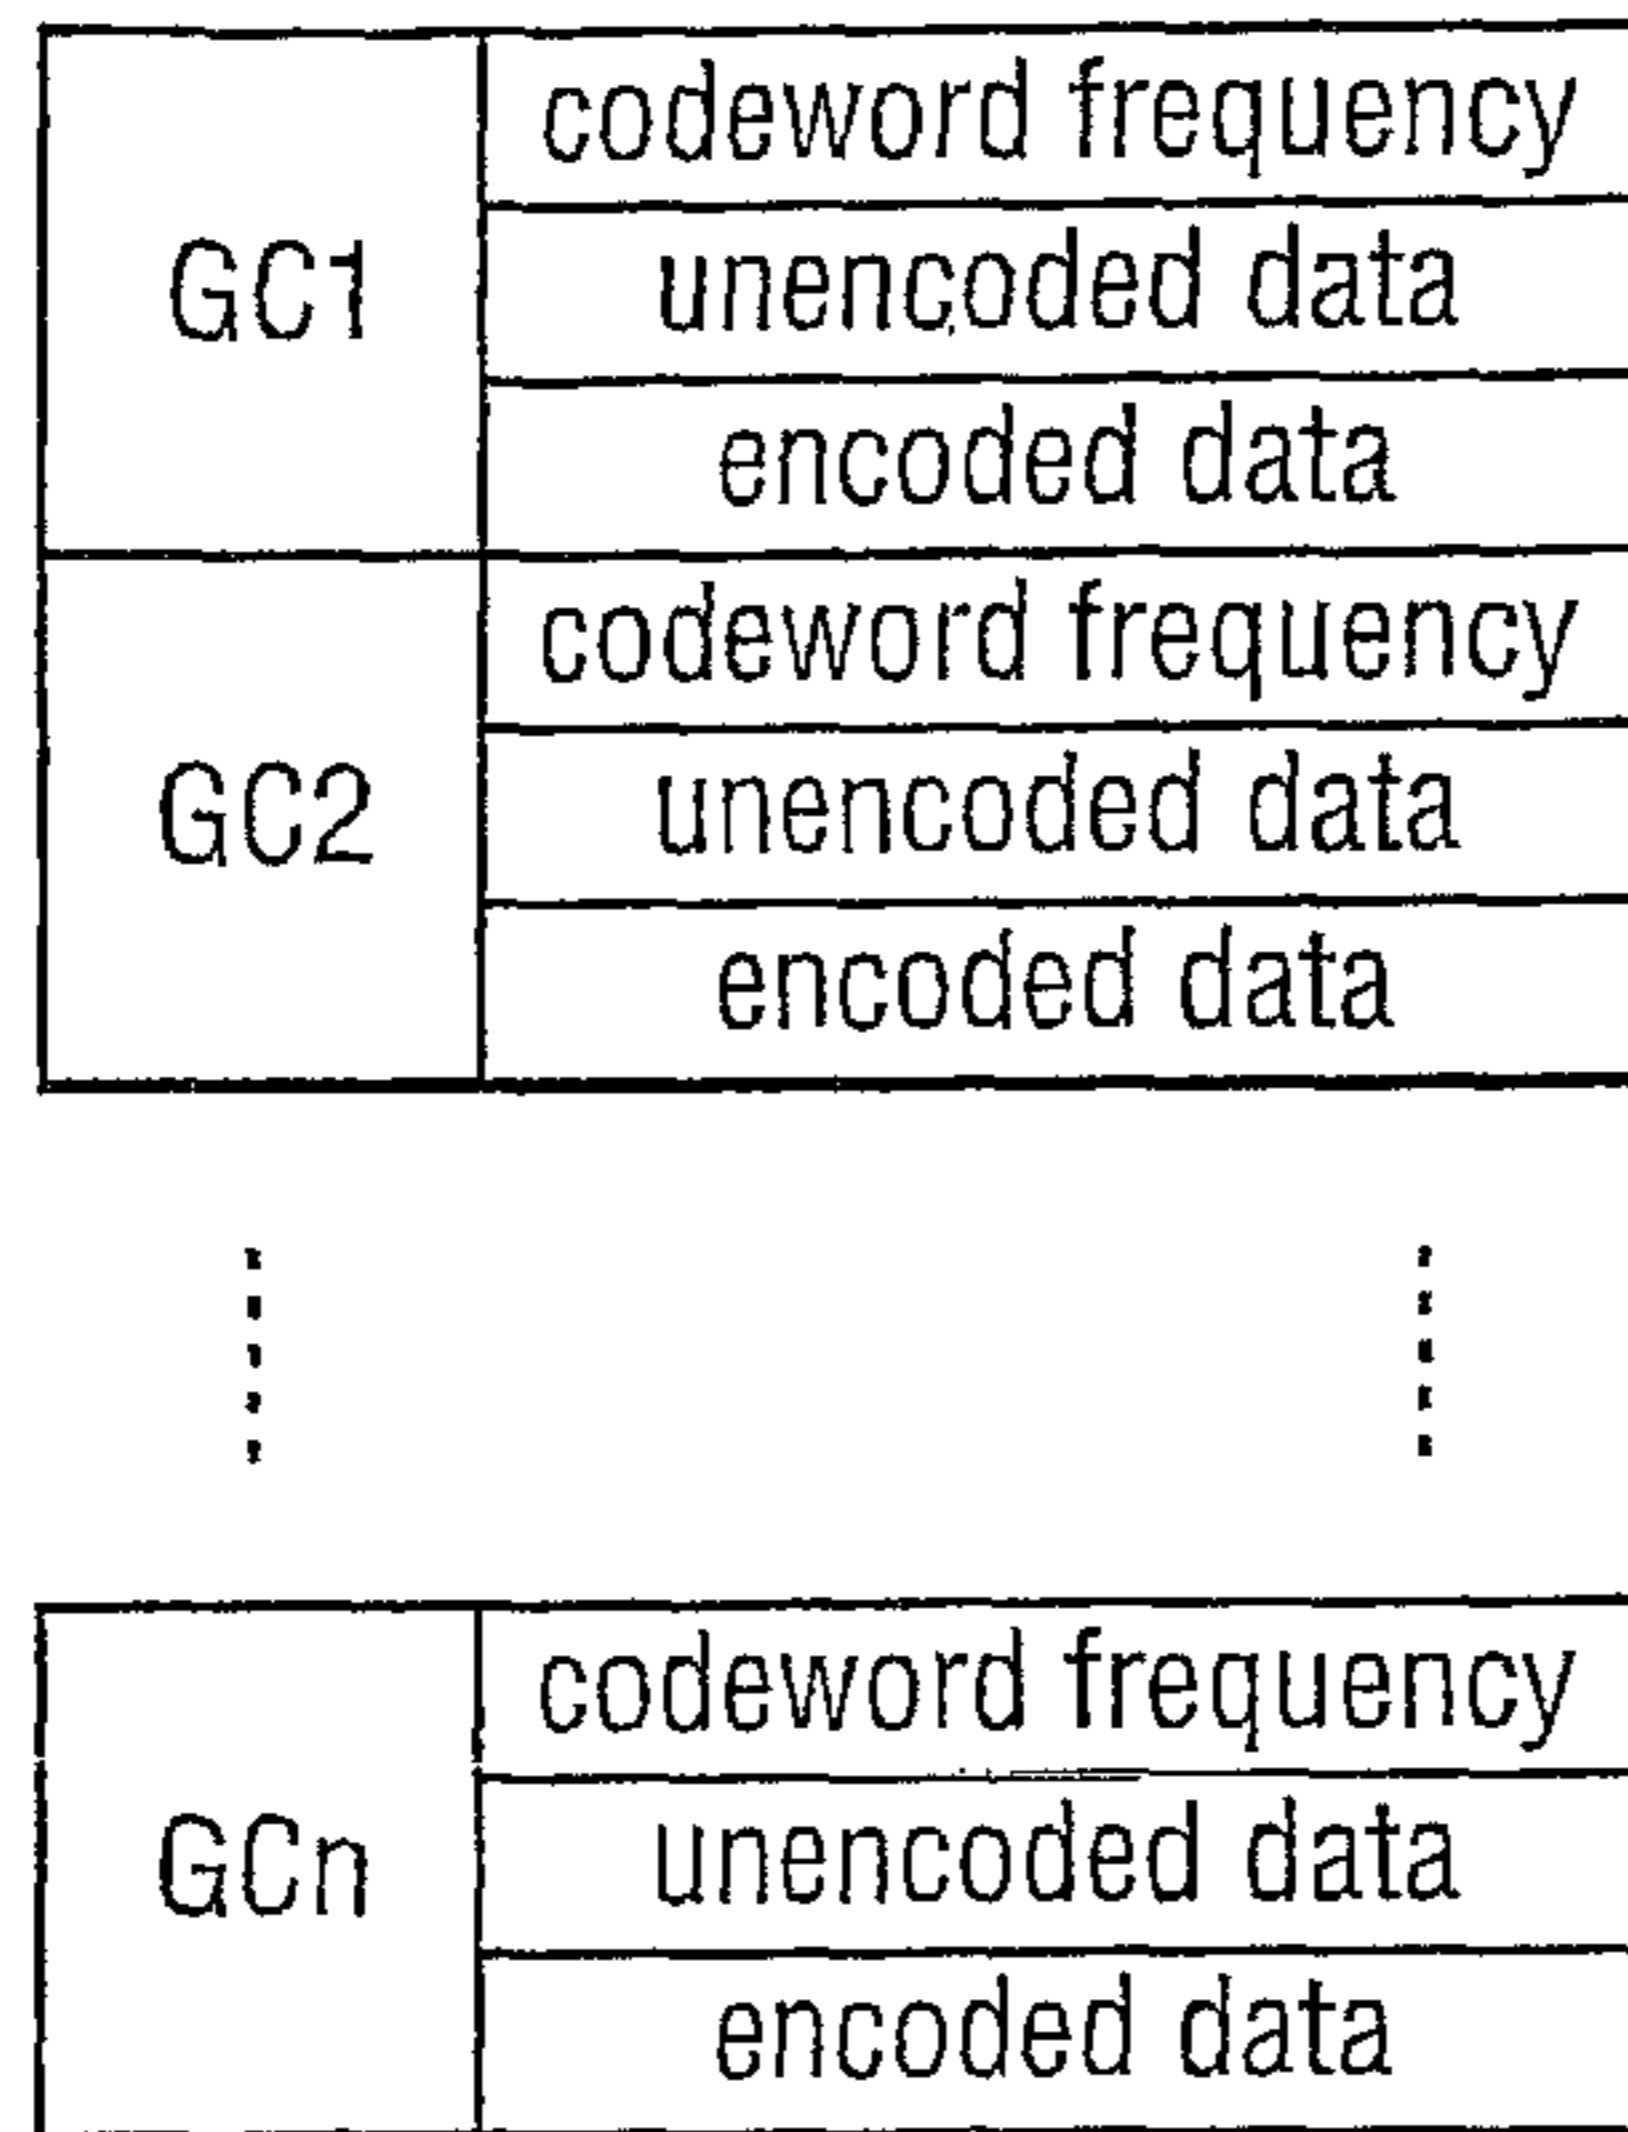 codeword frequency
GC1
unencoded data
encoded data
codeword frequency
GC2
unencoded data
encoded data
codeword frequency
GCn
unencoded data
encoded data